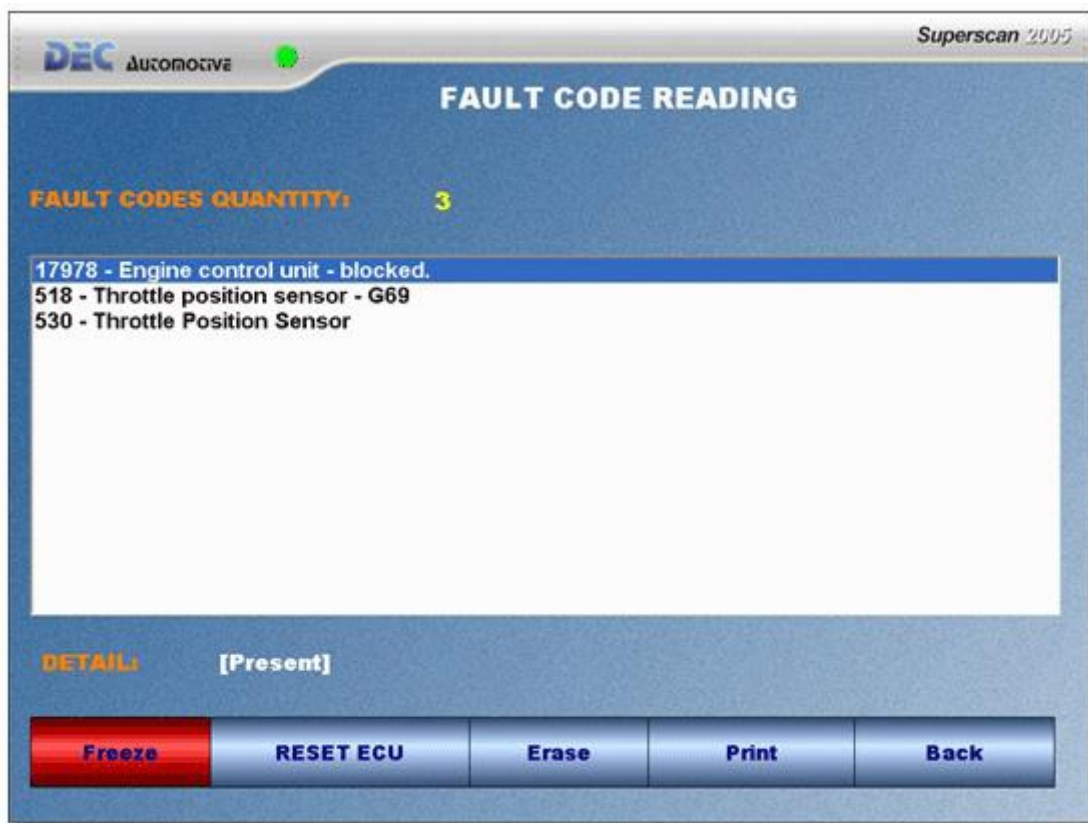 Superscan 2005
DEC Automotive
FAULT CODE READING
FAULT CODES QUANTITY: 3
17978 - Engine control unit - blocked.
518 - Throttle position sensor - G69
530 - Throttle Position Sensor
DETAIL: [Present]
Freeze RESET ECU Erase Print Back